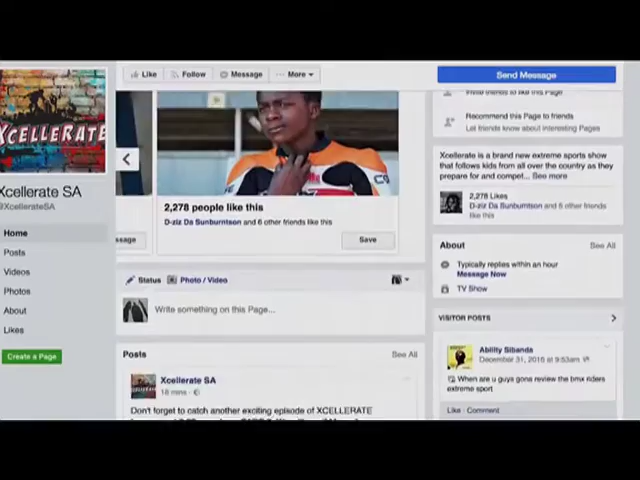 XCELLERATE
Xcellerate SA
@XcellerateSA
Home
Posts
Videos
Photos
About
Likes
Create a Page
Like
Follow
Message
More
2,278 people like this
D-ziz Da Sunburntson and 6 other friends like this
Save
Status
Photo / Video
Write something on this Page...
Posts
See All
Xcellerate SA
18 mins
Don't forget to catch another exciting episode of XCELLERATE
Send Message
Invite friends to like this Page
Recommend this Page to friends
Let friends know about interesting Pages
Xcellerate is a brand new extreme sports show
that follows kids from all over the country as they
prepare for and compet... See more
2,278 Likes
D-ziz Da Sunburntson and 6 other friends
like this
About
See All
Typically replies within an hour
Message Now
TV Show
VISITOR POSTS
Ability Sibanda
December 31, 2016 at 9:53am
When are u guys gona review the bmx riders
extreme sport
Like · Comment